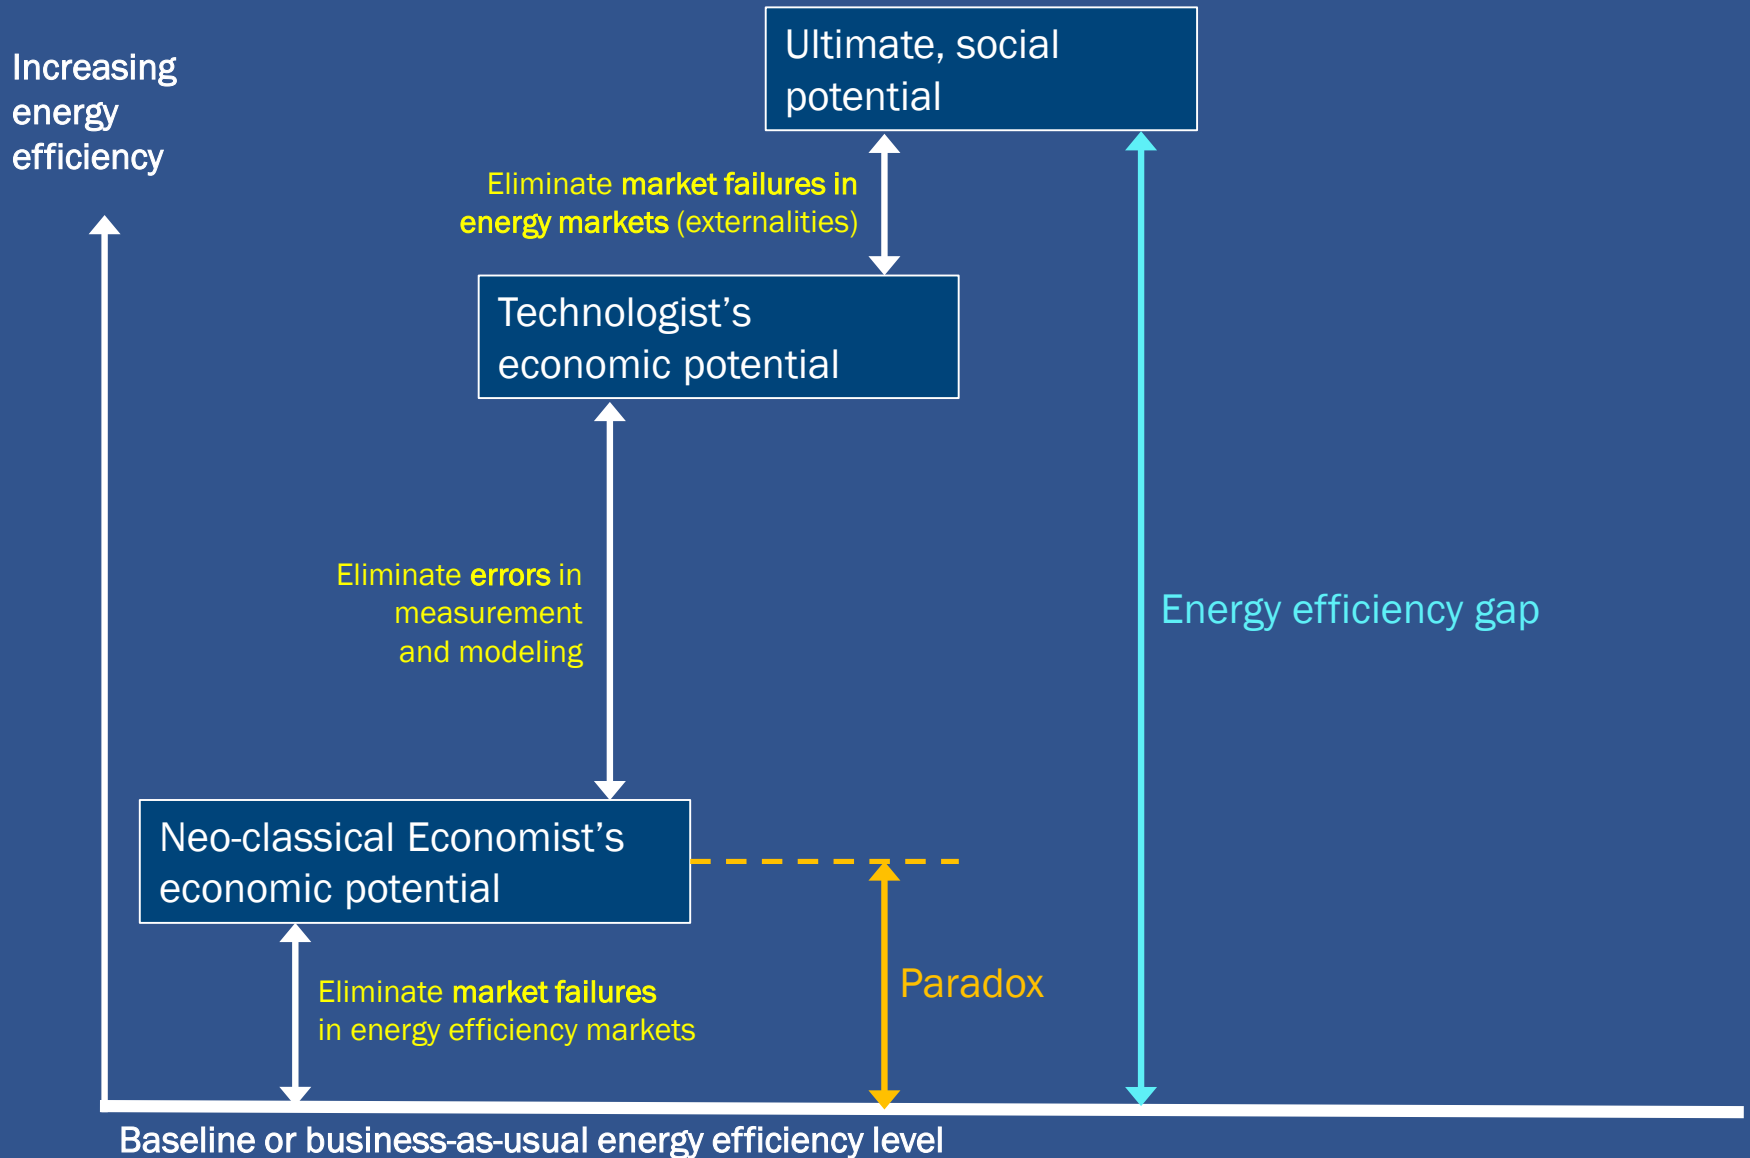 Increasing
energy
efficiency
Ultimate, social
potential
Eliminate market failures in
energy markets (externalities)
Technologist’s
economic potential
Eliminate errors in
measurement
and modeling
Energy efficiency gap
Neo-classical Economist’s
economic potential
Eliminate market failures
in energy efficiency markets
Paradox
Baseline or business-as-usual energy efficiency level